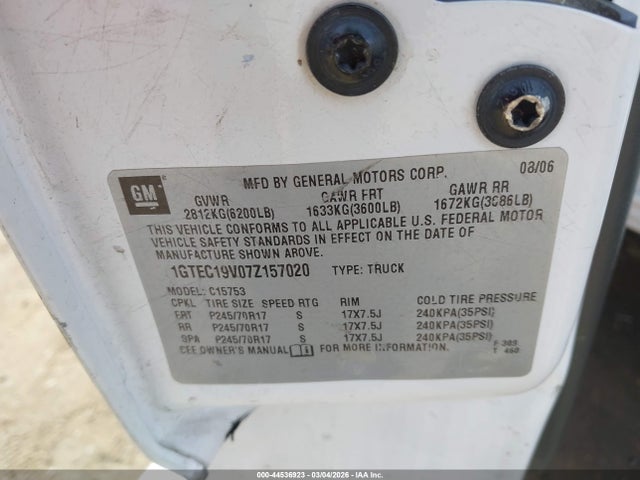 GM
MFD BY GENERAL MOTORS CORP. 08/06
GVWR GAWR FRT GAWR RR
2812KG(6200LB) 1633KG(3600LB) 1672KG(3686LB)
THIS VEHICLE CONFORMS TO ALL APPLICABLE U.S. FEDERAL MOTOR
VEHICLE SAFETY STANDARDS IN EFFECT ON THE DATE OF
MANUFACTURE SHOWN ABOVE.
1GTEC19V07Z157020 TYPE: TRUCK
MODEL: C15753
CPKL TIRE SIZE SPEED RTG RIM COLD TIRE PRESSURE
FRT P245/70R17 S 17X7.5J 240KPA(35PSI)
RR P245/70R17 S 17X7.5J 240KPA(35PSI)
SPA P245/70R17 S 17X7.5J 240KPA(35PSI)
SEE OWNER'S MANUAL FOR MORE INFORMATION.
F 309
T 460
000-44536923 | 03/04/2026 | IAA, Inc.